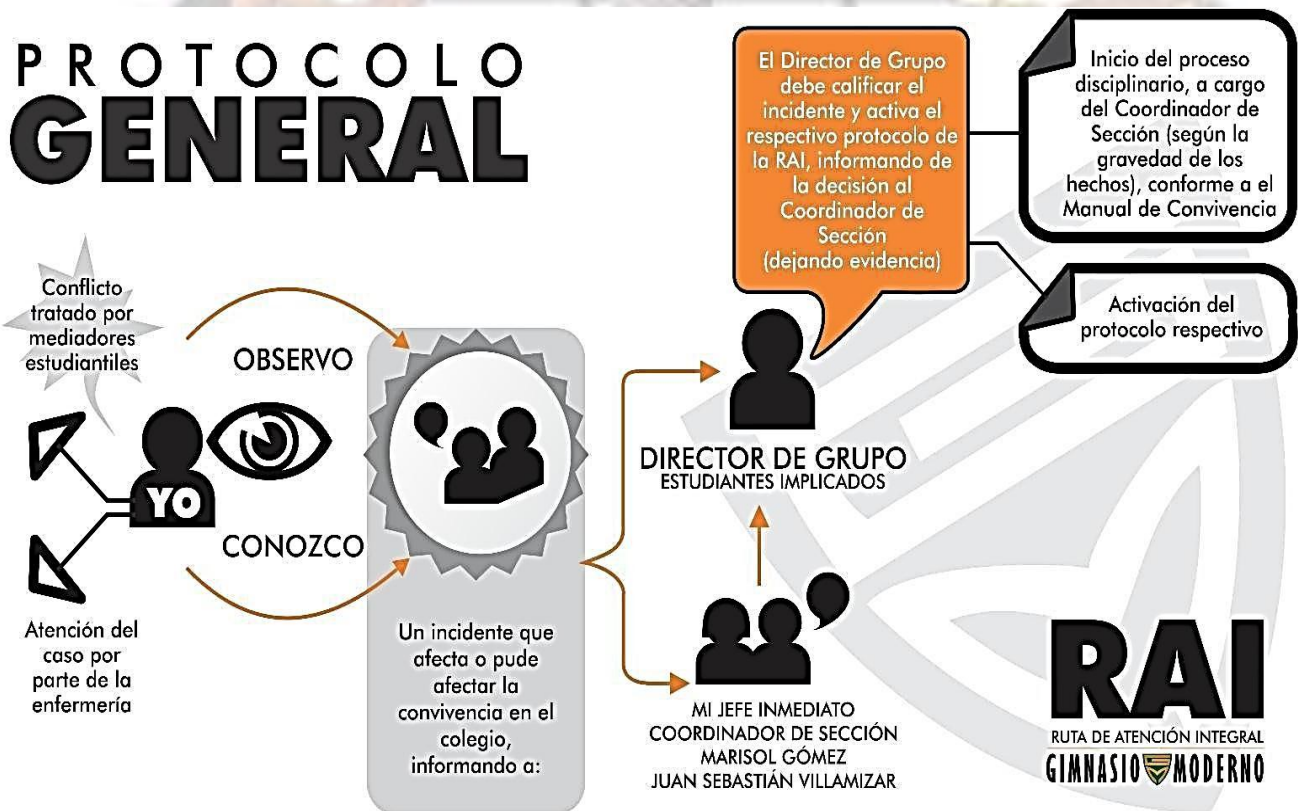 PROTOCOLO
GENERAL
Conflicto
tratado por
mediadores
estudiantiles
YO
OBSERVO
CONOZCO
Atención del
caso por
parte de la
enfermería
Un incidente que
afecta o pude
afectar la
convivencia en el
colegio,
informando a:
DIRECTOR DE GRUPO
ESTUDIANTES IMPLICADOS
MI JEFE INMEDIATO
COORDINADOR DE SECCIÓN
MARISOL GÓMEZ
JUAN SEBASTIÁN VILLAMIZAR
El Director de Grupo
debe calificar el
incidente y activa el
respectivo protocolo de
la RAI, informando de
la decisión al
Coordinador de
Sección
(dejando evidencia)
Inicio del proceso
disciplinario, a cargo
del Coordinador de
Sección (según la
gravedad de los
hechos), conforme a el
Manual de Convivencia
Activación del
protocolo respectivo
RAI
RUTA DE ATENCIÓN INTEGRAL
GIMNASIO MODERNO